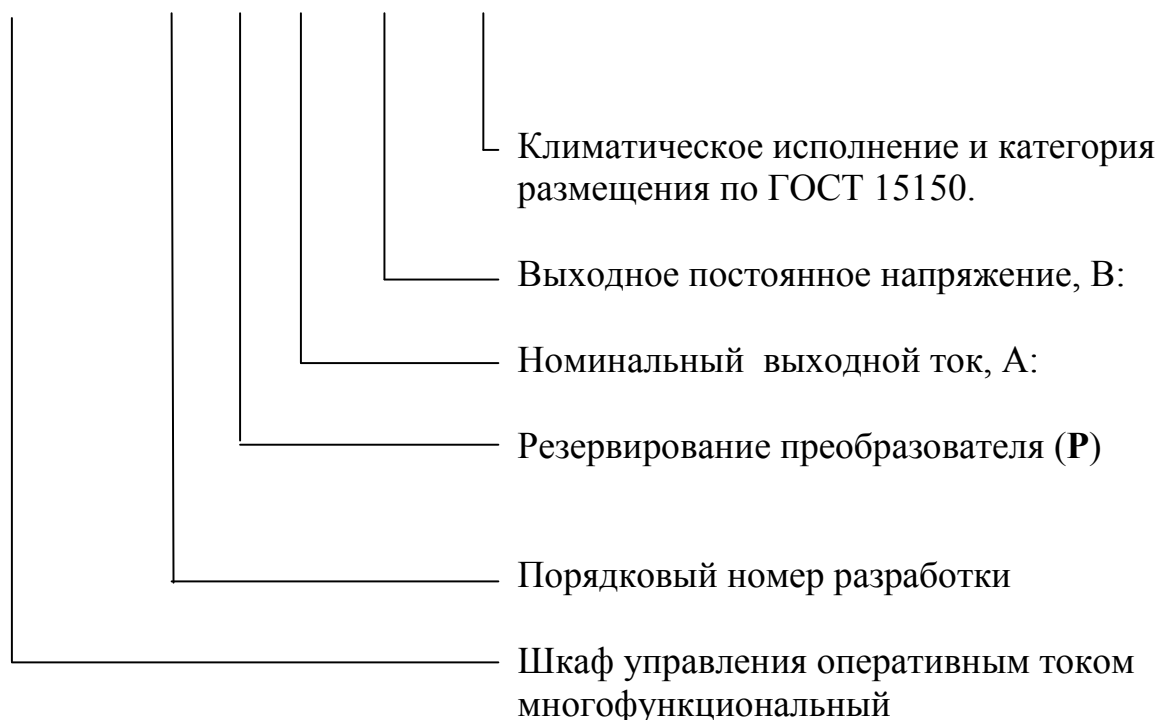 Климатическое исполнение и категория
размещения по ГОСТ 15150.
Выходное постоянное напряжение, В:
Номинальный выходной ток, А:
Резервирование преобразователя (Р)
Порядковый номер разработки
Шкаф управления оперативным током
многофункциональный